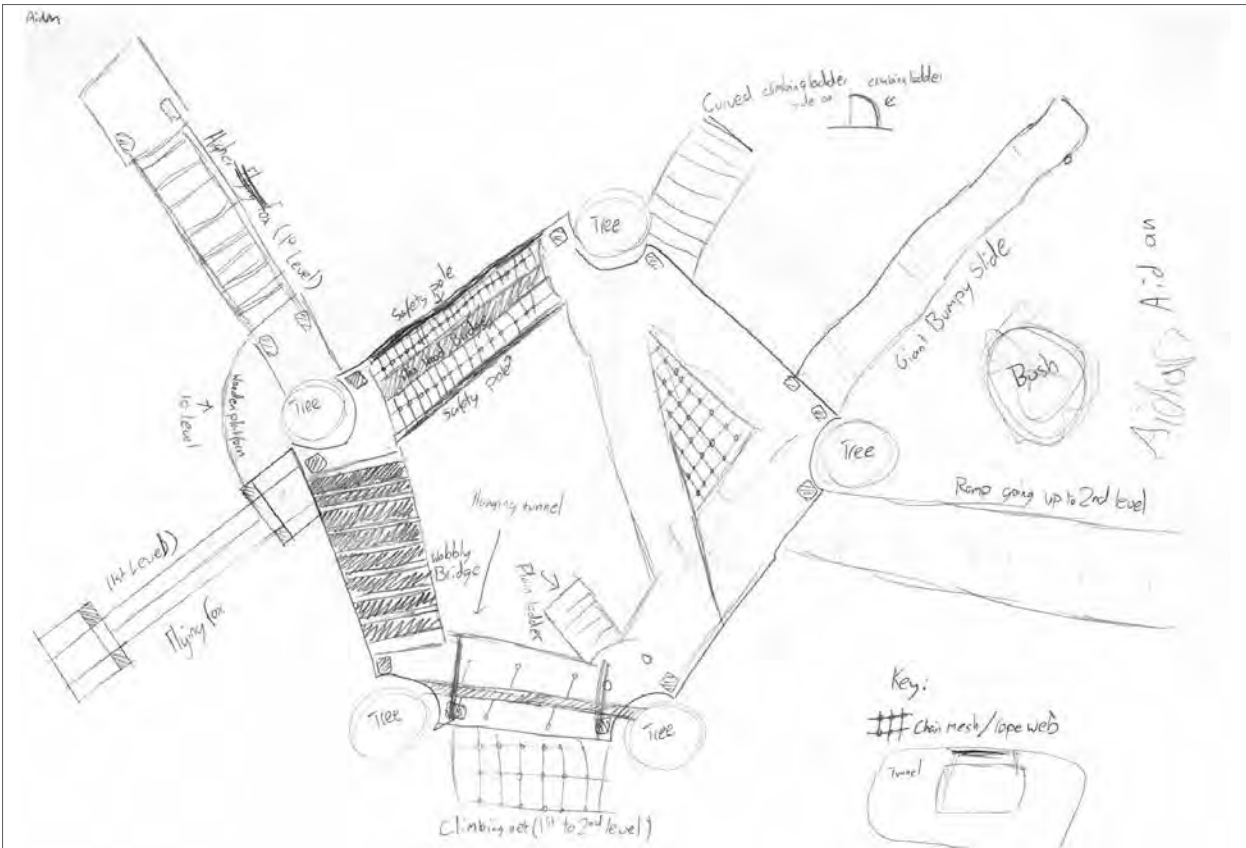 Aidan
Curved climbing ladder
climbing ladder
side on
Higher flying fox (1st Level)
Tree
Safety pole
Safety pole
Giant Bumpy slide
Bush
Aidan
Tree
Wooden platform
1st level
Tree
Ramp going up to 2nd level
Hanging tunnel
(1st Level)
Flying fox
Wobbly
Bridge
Plain
ladder
Tree
Tree
Key:
Chain mesh/rope web
Tunnel
Climbing net (1st to 2nd level)